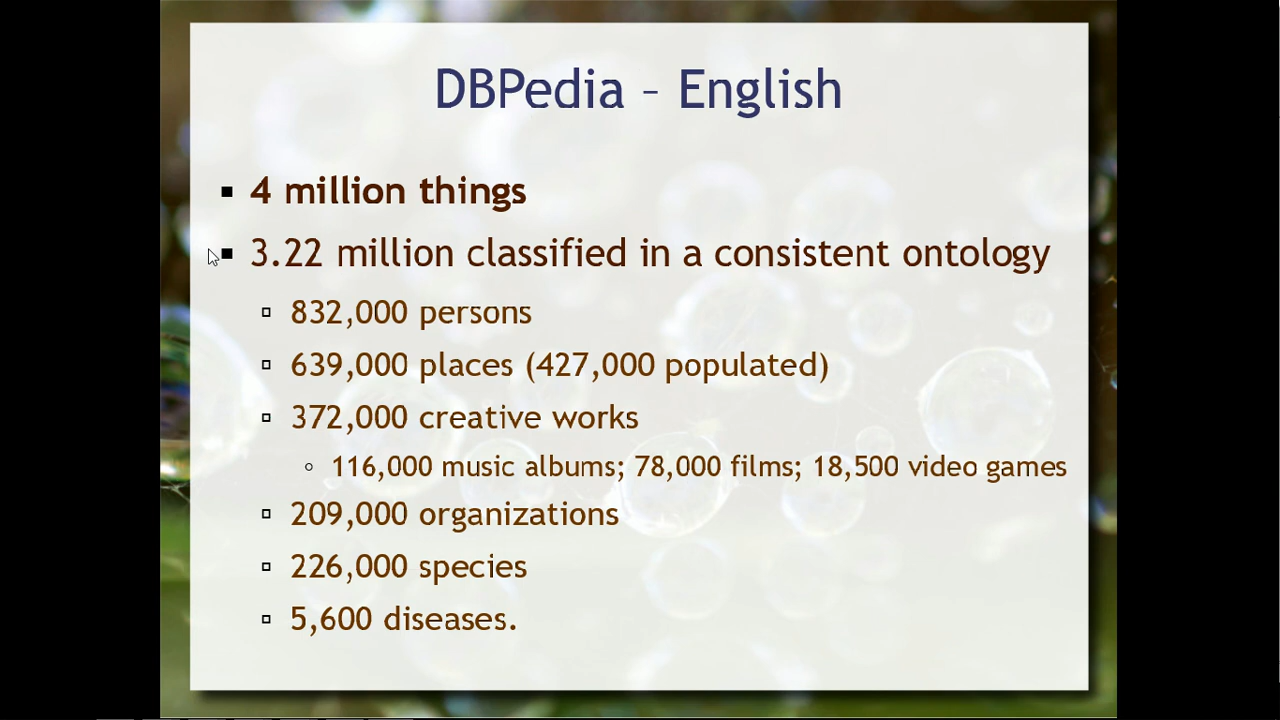 DBPedia – English
4 million things
3.22 million classified in a consistent ontology
832,000 persons
639,000 places (427,000 populated)
372,000 creative works
116,000 music albums; 78,000 films; 18,500 video games
209,000 organizations
226,000 species
5,600 diseases.